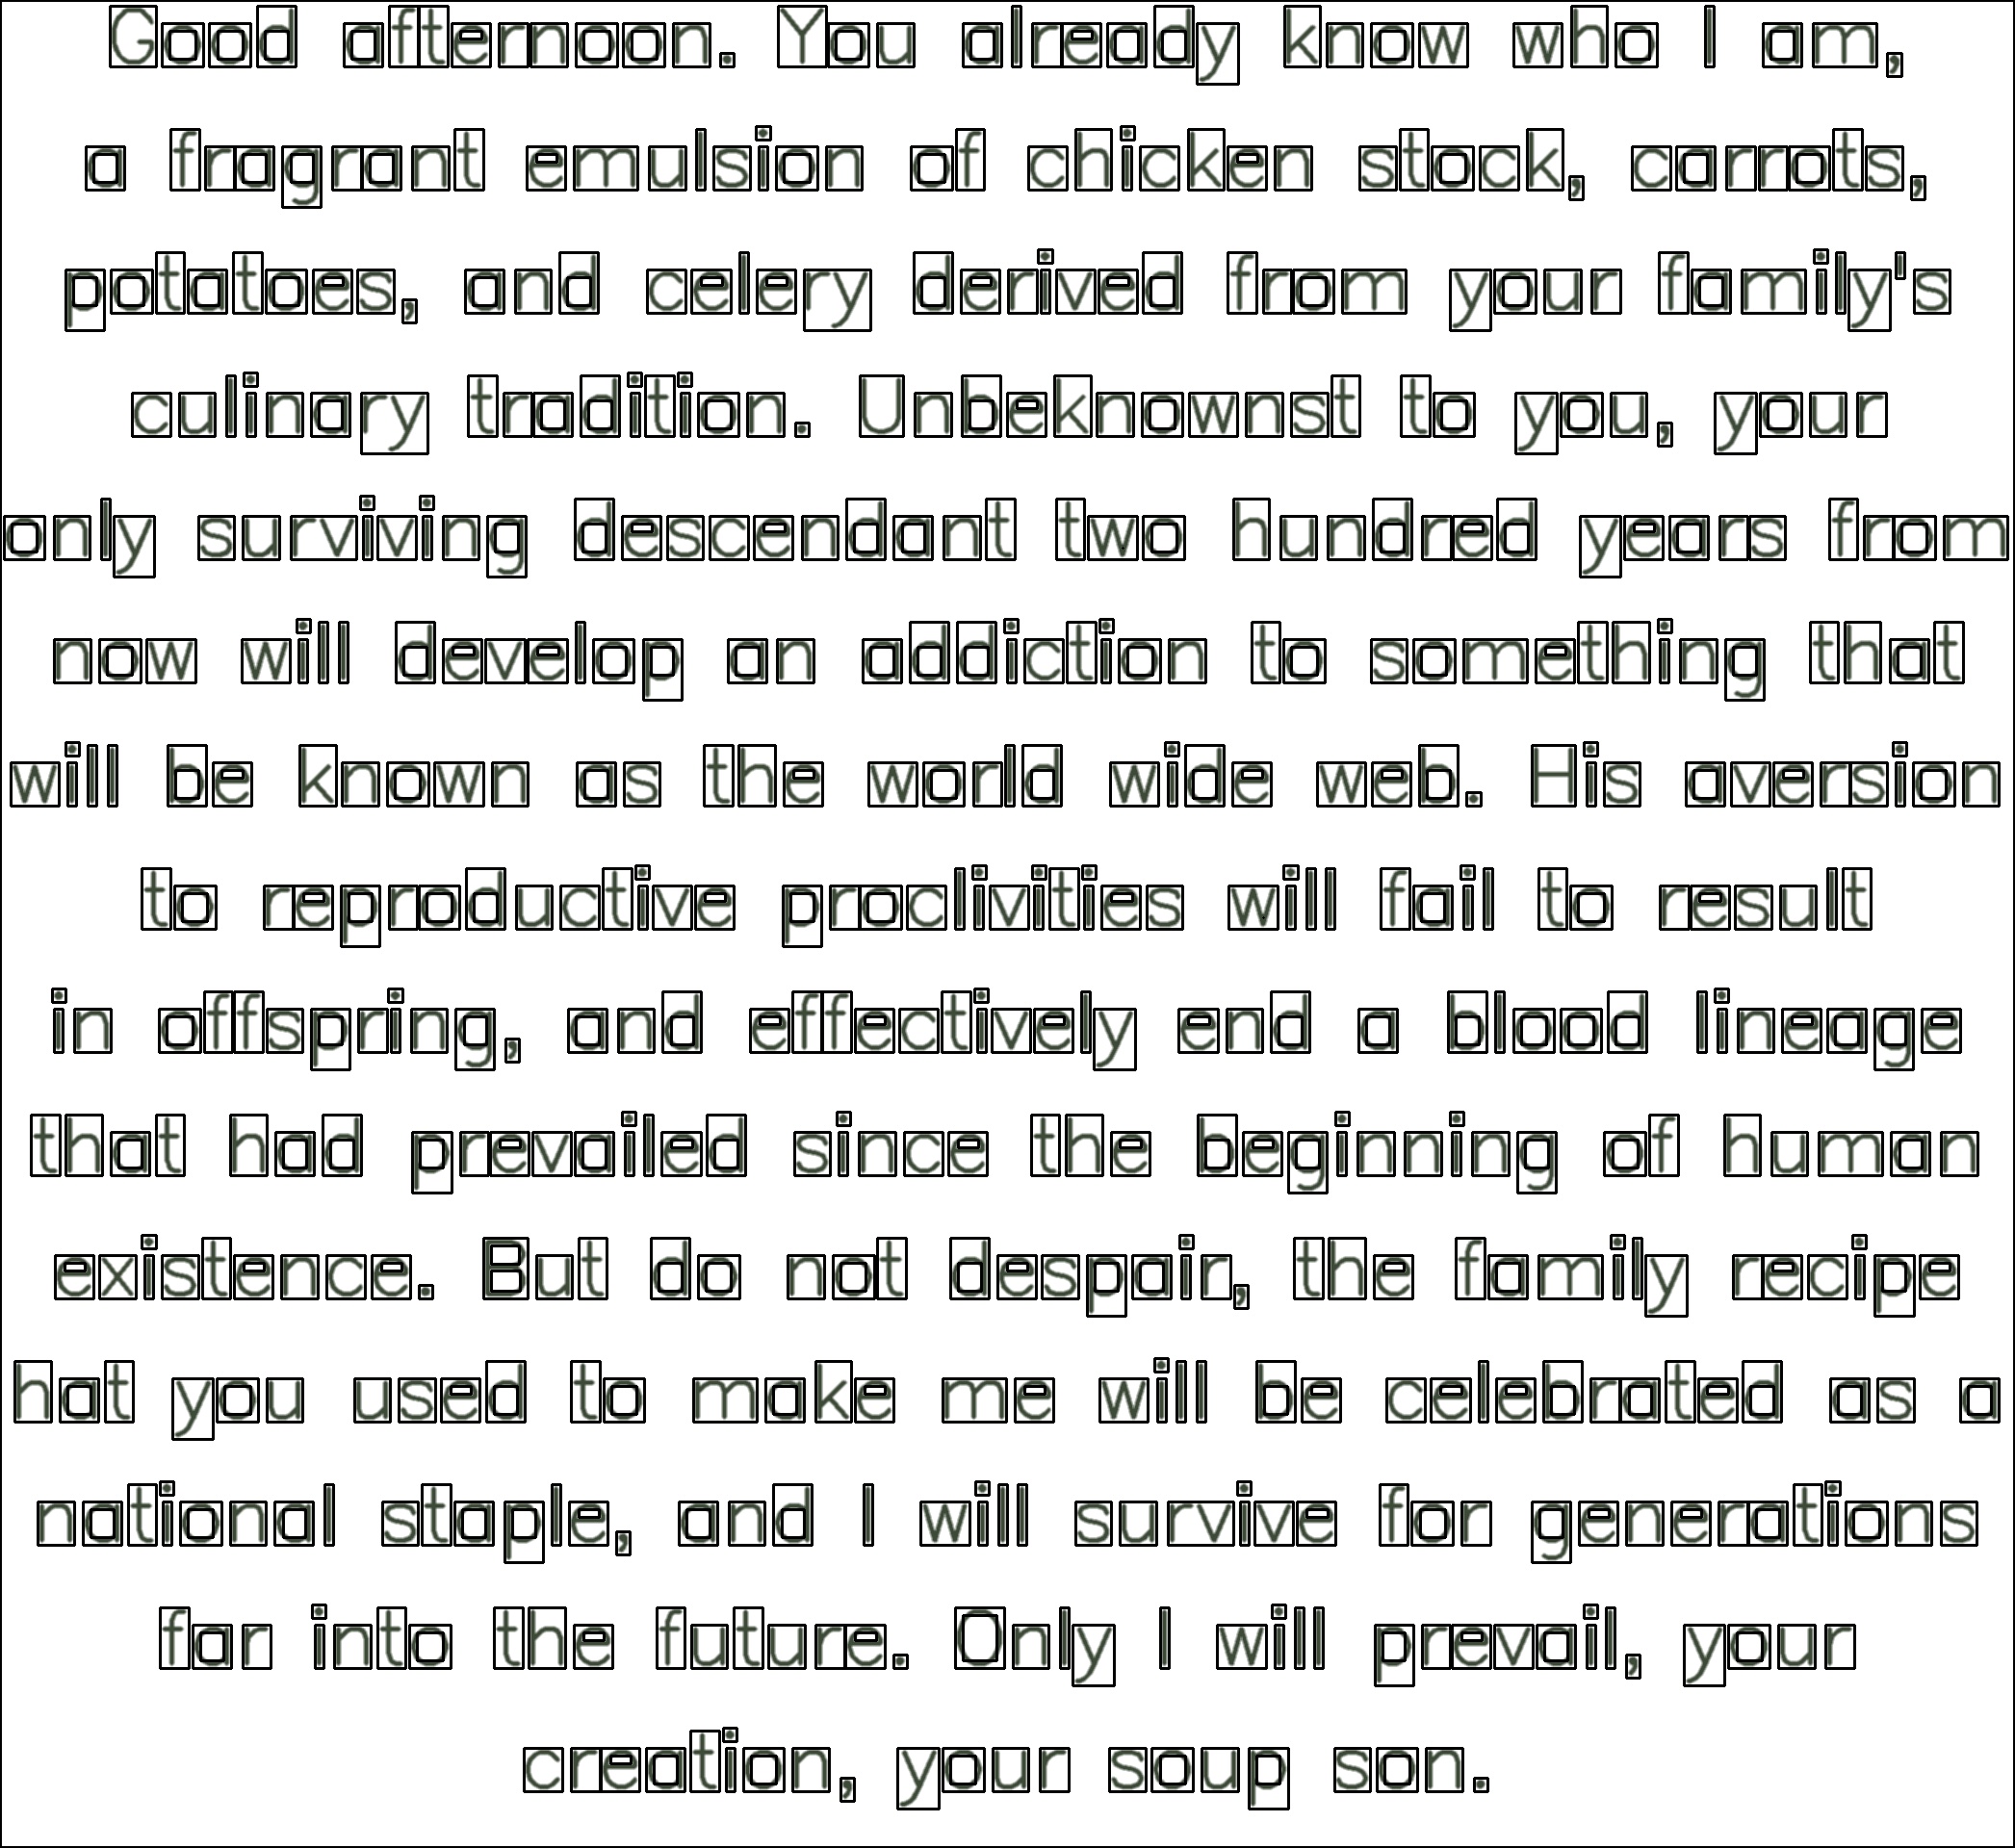 Good afternoon. You already know who I am,
a fragrant emulsion of chicken stock, carrots,
potatoes, and celery derived from your family's
culinary tradition. Unbeknownst to you, your
only surviving descendant two hundred years from
now will develop an addiction to something that
will be known as the world wide web. His aversion
to reproductive proclivities will fail to result
in offspring, and effectively end a blood lineage
that had prevailed since the beginning of human
existence. But do not despair, the family recipe
hat you used to make me will be celebrated as a
national staple, and I will survive for generations
far into the future. Only I will prevail, your
creation, your soup son.